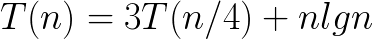 T(n) = 3T(n/4) + nlgn